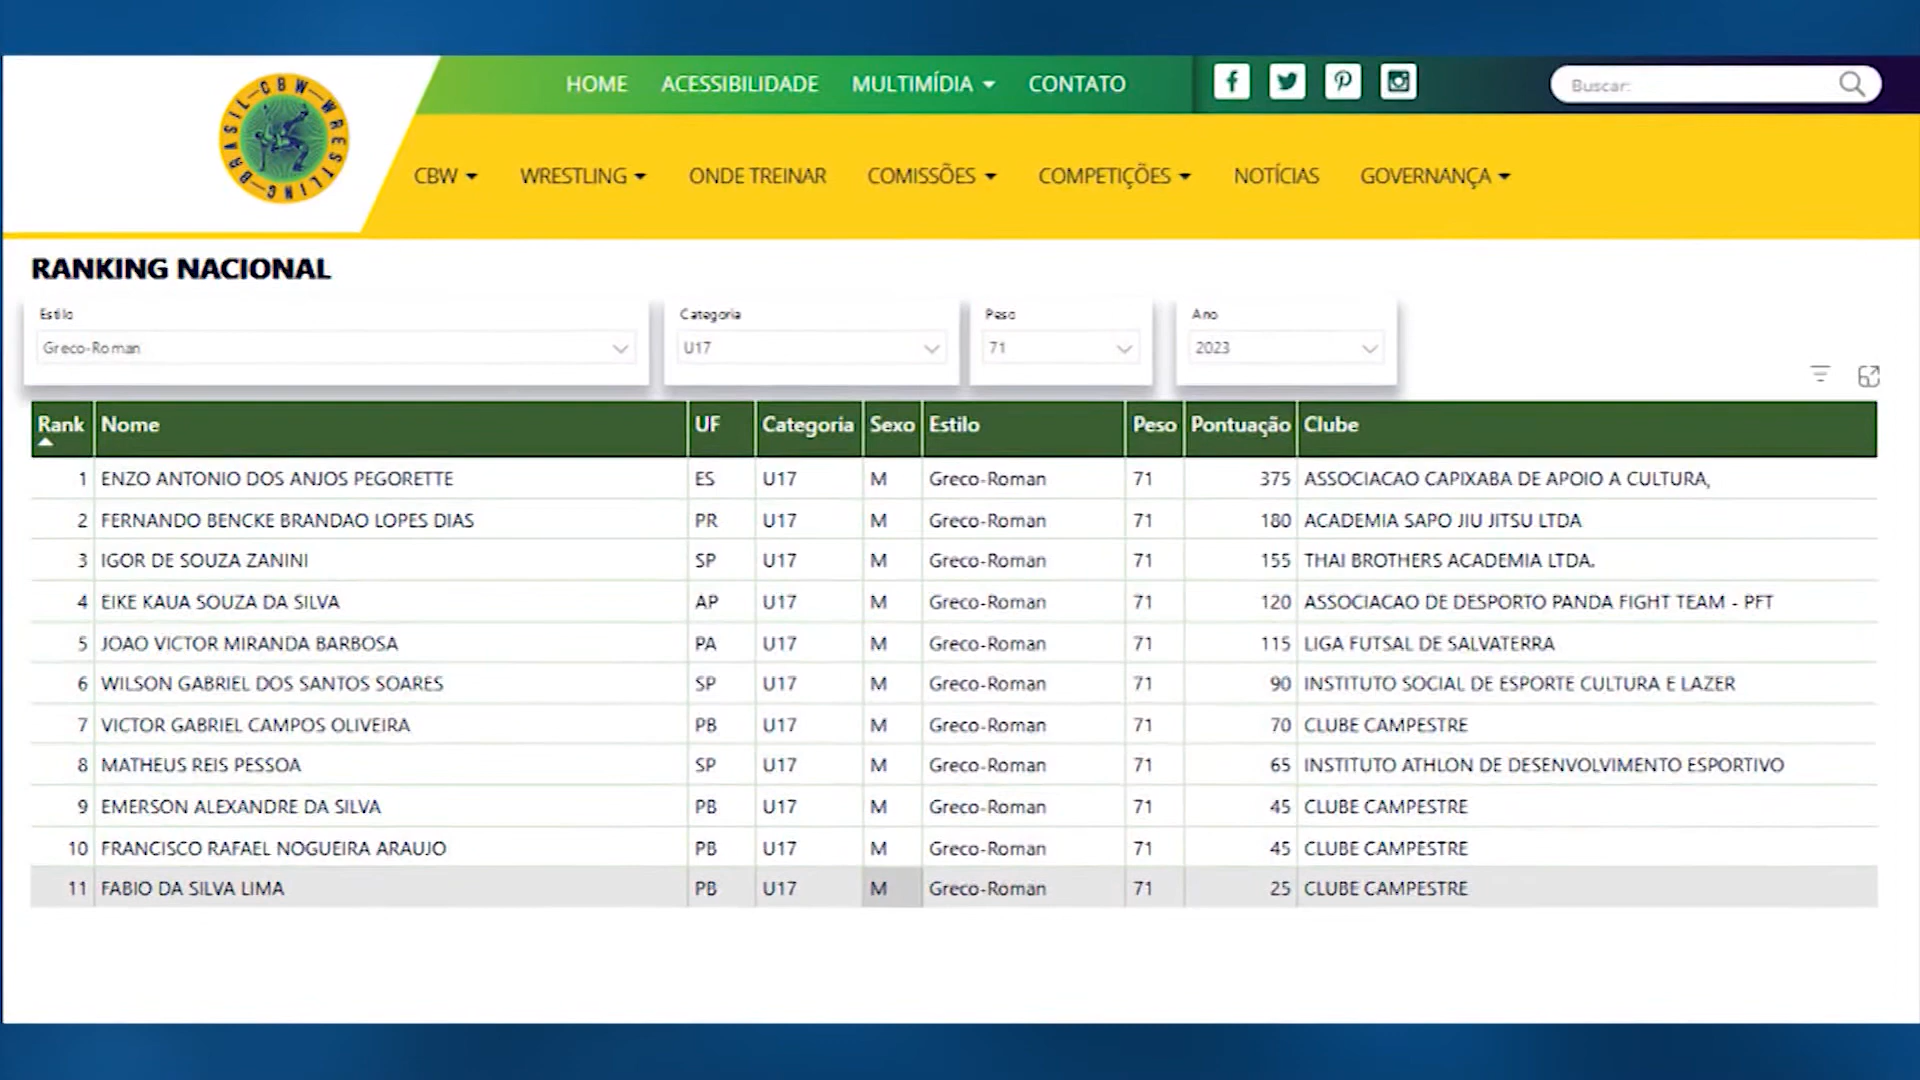 BRASIL-CBW-WRESTLING
HOME ACESSIBILIDADE MULTIMÍDIA CONTATO
Buscar:
CBW WRESTLING ONDE TREINAR COMISSÕES COMPETIÇÕES NOTÍCIAS GOVERNANÇA
RANKING NACIONAL
Estilo Categoria Peso Ano
Greco-Roman U17 71 2023
Rank Nome UF Categoria Sexo Estilo Peso Pontuação Clube
1 ENZO ANTONIO DOS ANJOS PEGORETTE ES U17 M Greco-Roman 71 375 ASSOCIACAO CAPIXABA DE APOIO A CULTURA,
2 FERNANDO BENCKE BRANDAO LOPES DIAS PR U17 M Greco-Roman 71 180 ACADEMIA SAPO JIU JITSU LTDA
3 IGOR DE SOUZA ZANINI SP U17 M Greco-Roman 71 155 THAI BROTHERS ACADEMIA LTDA.
4 EIKE KAUA SOUZA DA SILVA AP U17 M Greco-Roman 71 120 ASSOCIACAO DE DESPORTO PANDA FIGHT TEAM - PFT
5 JOAO VICTOR MIRANDA BARBOSA PA U17 M Greco-Roman 71 115 LIGA FUTSAL DE SALVATERRA
6 WILSON GABRIEL DOS SANTOS SOARES SP U17 M Greco-Roman 71 90 INSTITUTO SOCIAL DE ESPORTE CULTURA E LAZER
7 VICTOR GABRIEL CAMPOS OLIVEIRA PB U17 M Greco-Roman 71 70 CLUBE CAMPESTRE
8 MATHEUS REIS PESSOA SP U17 M Greco-Roman 71 65 INSTITUTO ATHLON DE DESENVOLVIMENTO ESPORTIVO
9 EMERSON ALEXANDRE DA SILVA PB U17 M Greco-Roman 71 45 CLUBE CAMPESTRE
10 FRANCISCO RAFAEL NOGUEIRA ARAUJO PB U17 M Greco-Roman 71 45 CLUBE CAMPESTRE
11 FABIO DA SILVA LIMA PB U17 M Greco-Roman 71 25 CLUBE CAMPESTRE